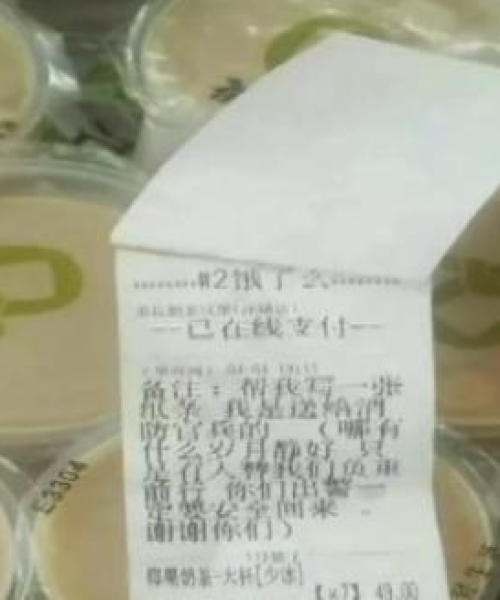 #2饿了么
--已在线支付--
备注：帮我写一张
纸条 我是送给消
防官兵的 （哪有
什么岁月静好 只
是有人替我们负重
前行 你们出警一
定要安全回来 .
谢谢你们）
E3304
椰果奶茶-大杯[少冰]
【x7】 49.00